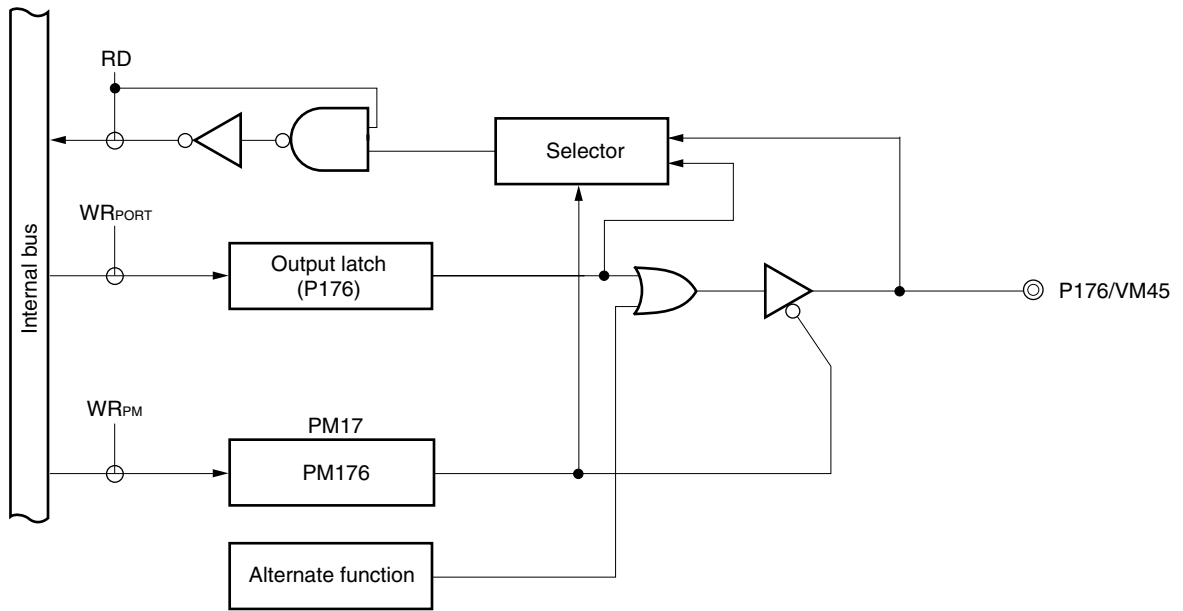 RD
Selector
WRPORT
Internal bus
Output latch
(P176)
P176/VM45
WRPM
PM17
PM176
Alternate function